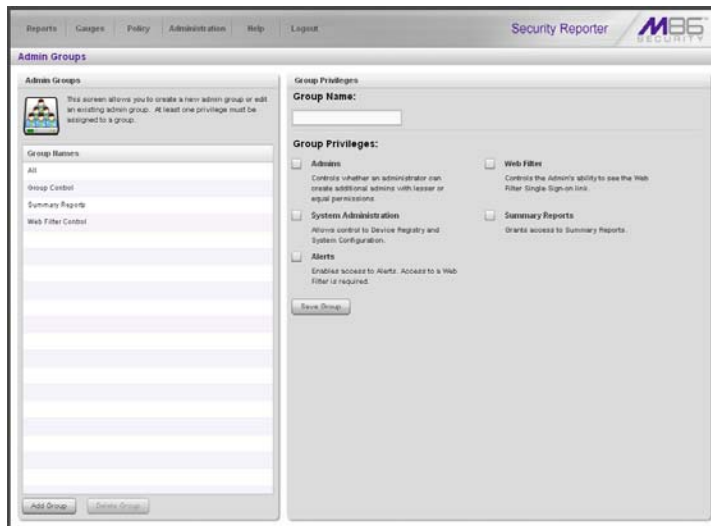 Reports Gauges Policy Administration Help Logout
Security Reporter
M86
SECURITY
Admin Groups
Admin Groups
This screen allows you to create a new admin group or edit
an existing admin group. At least one privilege must be
assigned to a group.
Group Names
All
Group Control
Summary Reports
Web Filter Control
Add Group Delete Group
Group Privileges
Group Name:
Group Privileges:
Admins
Controls whether an administrator can
create additional admins with lesser or
equal permissions
Web Filter
Controls the Admin's ability to see the Web
Filter Single Sign-on link.
System Administration
Allows control to Device Registry and
System Configuration.
Summary Reports
Grants access to Summary Reports.
Alerts
Enables access to Alerts. Access to a Web
Filter is required.
Save Group